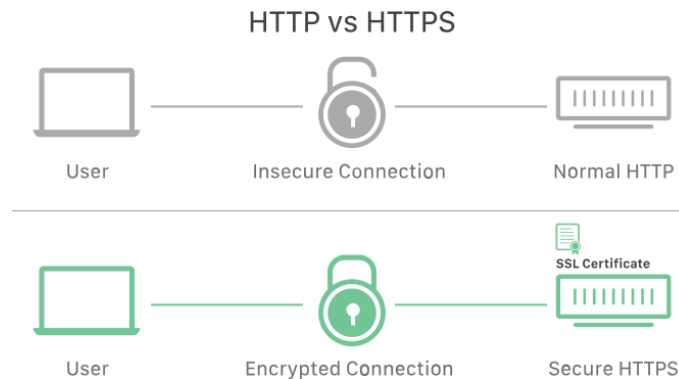 HTTP vs HTTPS
User
Insecure Connection
Normal HTTP
SSL Certificate
User
Encrypted Connection
Secure HTTPS